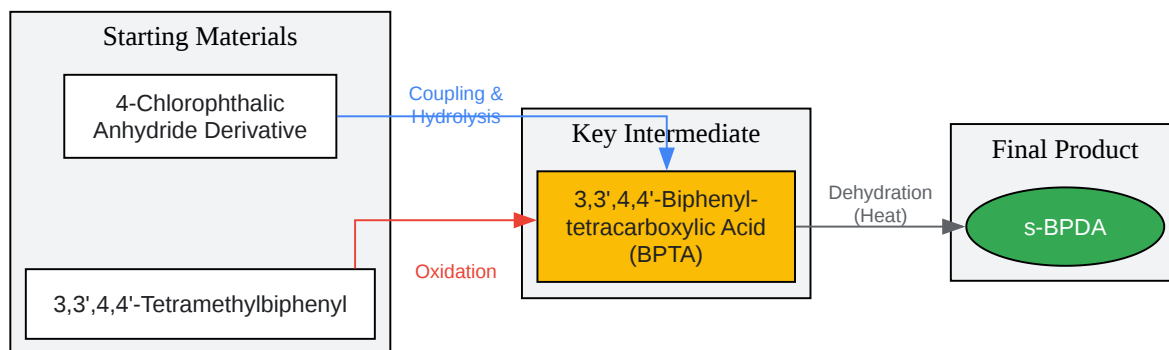 Starting Materials
4-Chlorophthalic
Anhydride Derivative
3,3',4,4'-Tetramethylbiphenyl
Coupling &
Hydrolysis
Oxidation
Key Intermediate
3,3',4,4'-Biphenyl-
tetracarboxylic Acid
(BPTA)
Dehydration
(Heat)
Final Product
s-BPDA